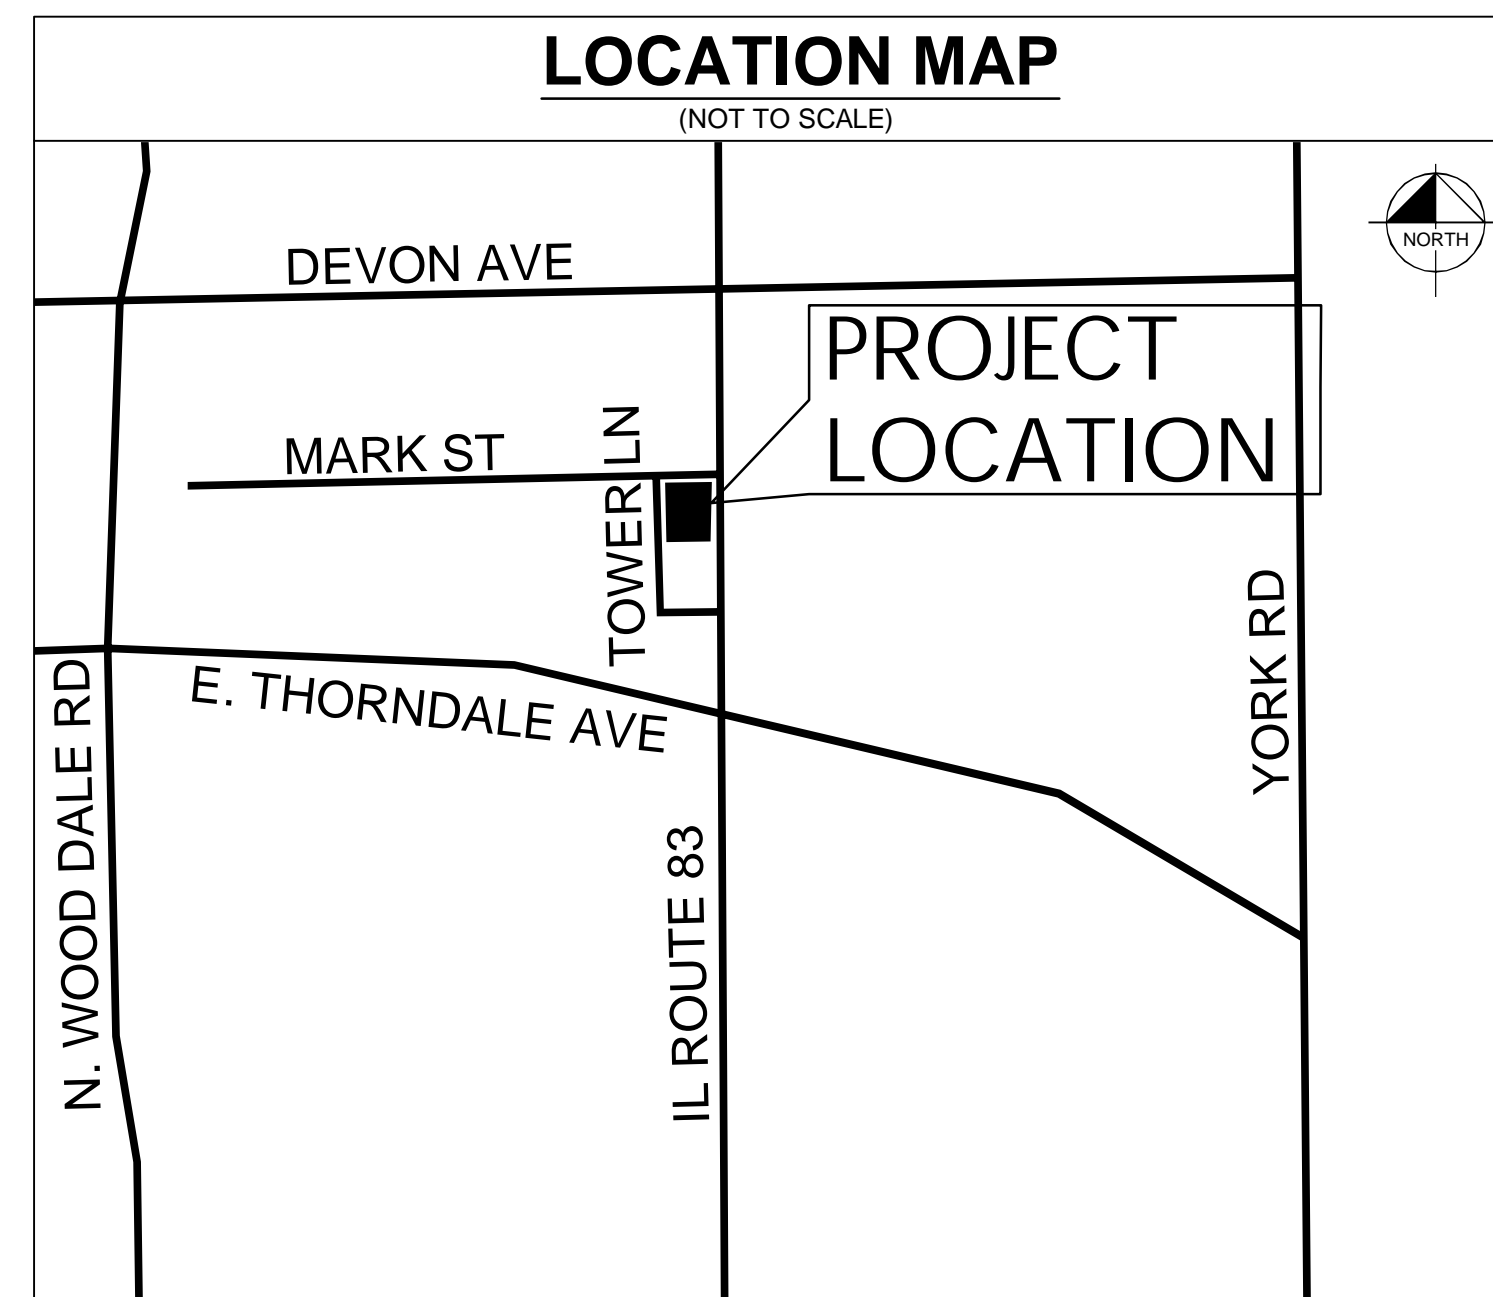 LOCATION MAP
(NOT TO SCALE)
NORTH
DEVON AVE
PROJECT
LOCATION
MARK ST
TOWER LN
E. THORNDALE AVE
N. WOOD DALE RD
IL ROUTE 83
YORK RD